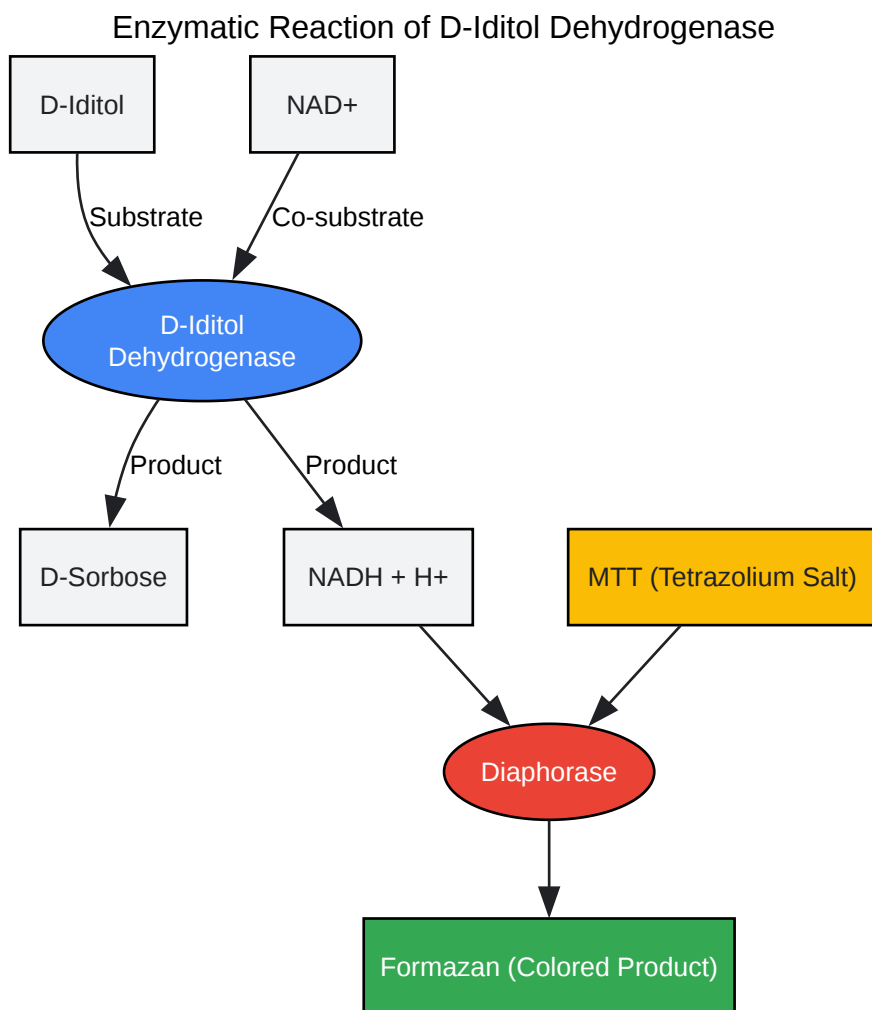 Enzymatic Reaction of D-Iditol Dehydrogenase
D-Iditol
NAD+
Substrate
Co-substrate
D-Iditol
Dehydrogenase
Product
Product
D-Sorbose
NADH + H+
MTT (Tetrazolium Salt)
Diaphorase
Formazan (Colored Product)